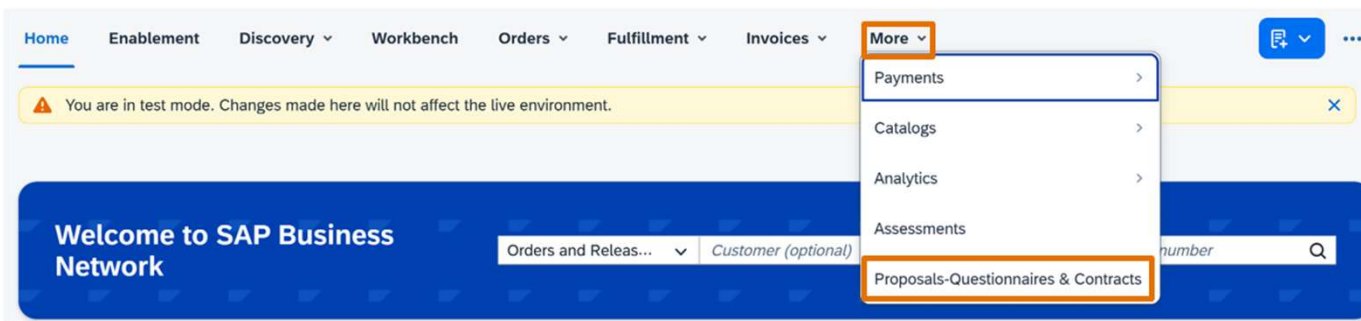 Home Enablement Discovery Workbench Orders Fulfillment Invoices More
Payments
You are in test mode. Changes made here will not affect the live environment.
Catalogs
Analytics
Welcome to SAP Business
Network
Orders and Releas... Customer (optional) number
Assessments
Proposals-Questionnaires & Contracts